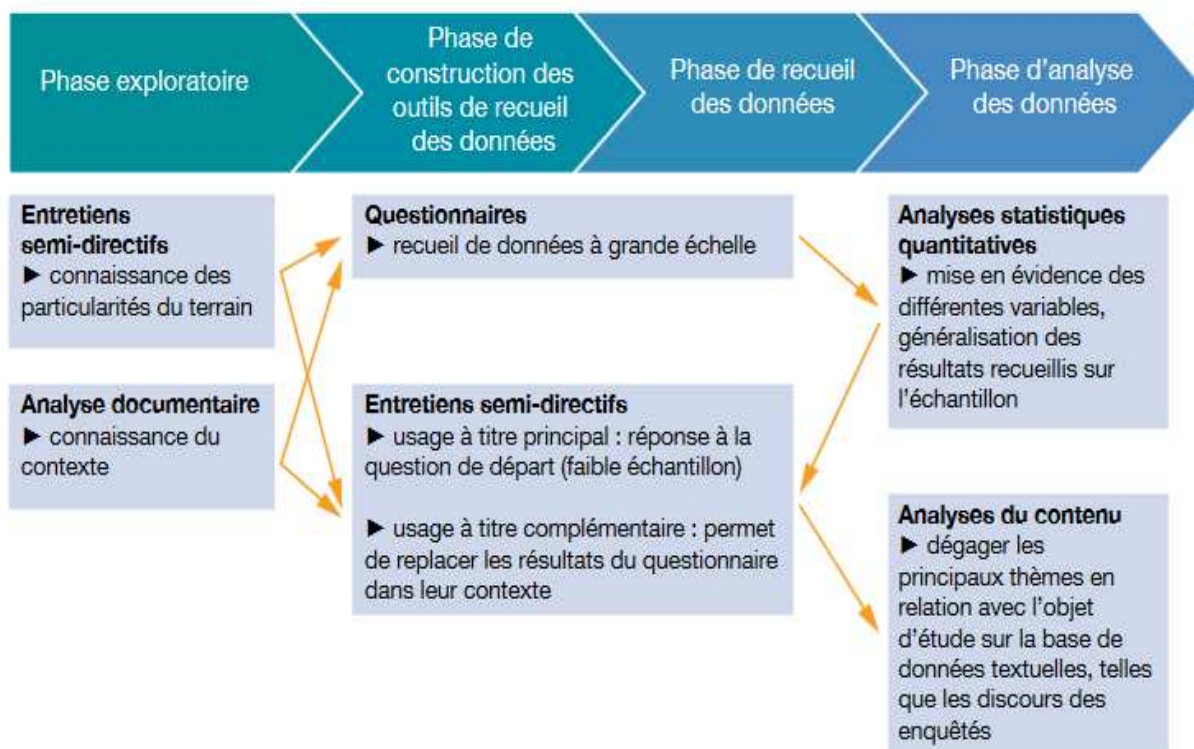 Phase exploratoire
Phase de
construction des
outils de recueil
des données
Phase de recueil
des données
Phase d'analyse
des données
Entretiens
semi-directifs
► connaissance des
particularités du terrain
Analyse documentaire
► connaissance du
contexte
Questionnaires
► recueil de données à grande échelle
Entretiens semi-directifs
► usage à titre principal : réponse à la
question de départ (faible échantillon)
► usage à titre complémentaire : permet
de replacer les résultats du questionnaire
dans leur contexte
Analyses statistiques
quantitatives
► mise en évidence des
différentes variables,
généralisation des
résultats recueillis sur
l'échantillon
Analyses du contenu
► dégager les
principaux thèmes en
relation avec l'objet
d'étude sur la base de
données textuelles, telles
que les discours des
enquêtés